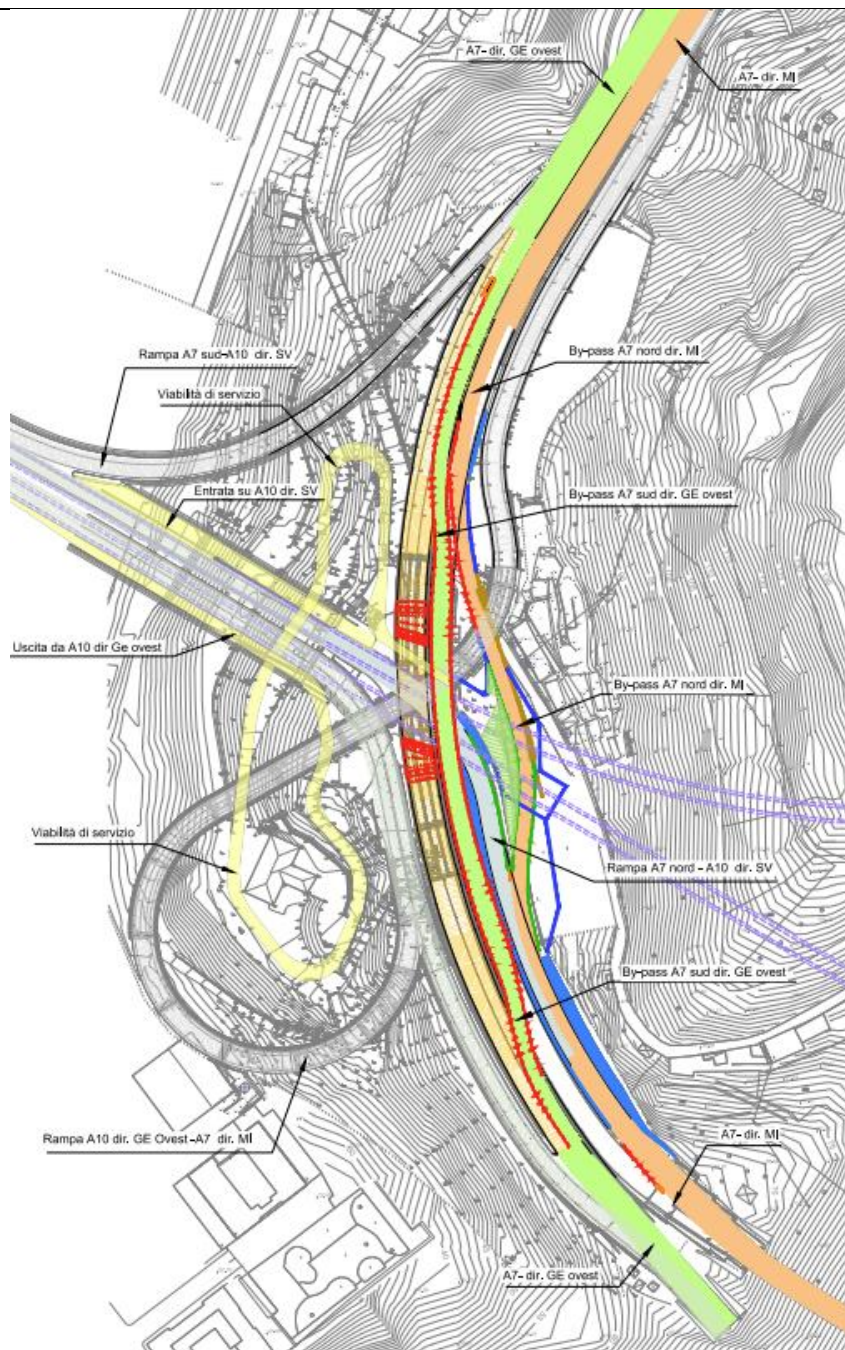 A7- dir. GE ovest
A7- dir. MI
Rampa A7 sud-A10 dir. SV
By-pass A7 nord dir. MI
Viabilità di servizio
Entrata su A10 dir. SV
By-pass A7 sud dir. GE ovest
Uscita da A10 dir Ge ovest
By-pass A7 nord dir. MI
Viabilità di servizio
Rampa A7 nord - A10 dir. SV
By-pass A7 sud dir. GE ovest
Rampa A10 dir. GE Ovest-A7 dir. MI
A7- dir. MI
A7- dir. GE ovest